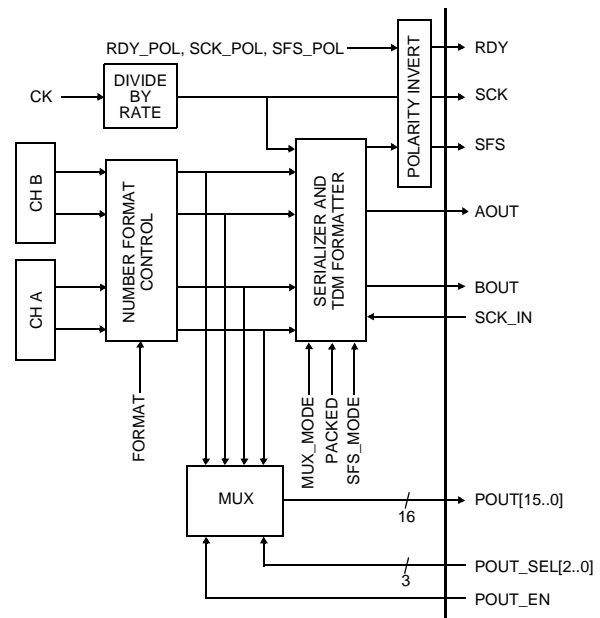 RDY_POL, SCK_POL, SFS_POL
RDY
CK
DIVIDE
BY
RATE
SCK
POLARITY INVERT
SFS
CH B
NUMBER FORMAT
CONTROL
SERIALIZER AND
TDM FORMATTER
AOUT
CH A
BOUT
SCK_IN
FORMAT
MUX_MODE
PACKED
SFS_MODE
MUX
16
POUT[15..0]
3
POUT_SEL[2..0]
POUT_EN